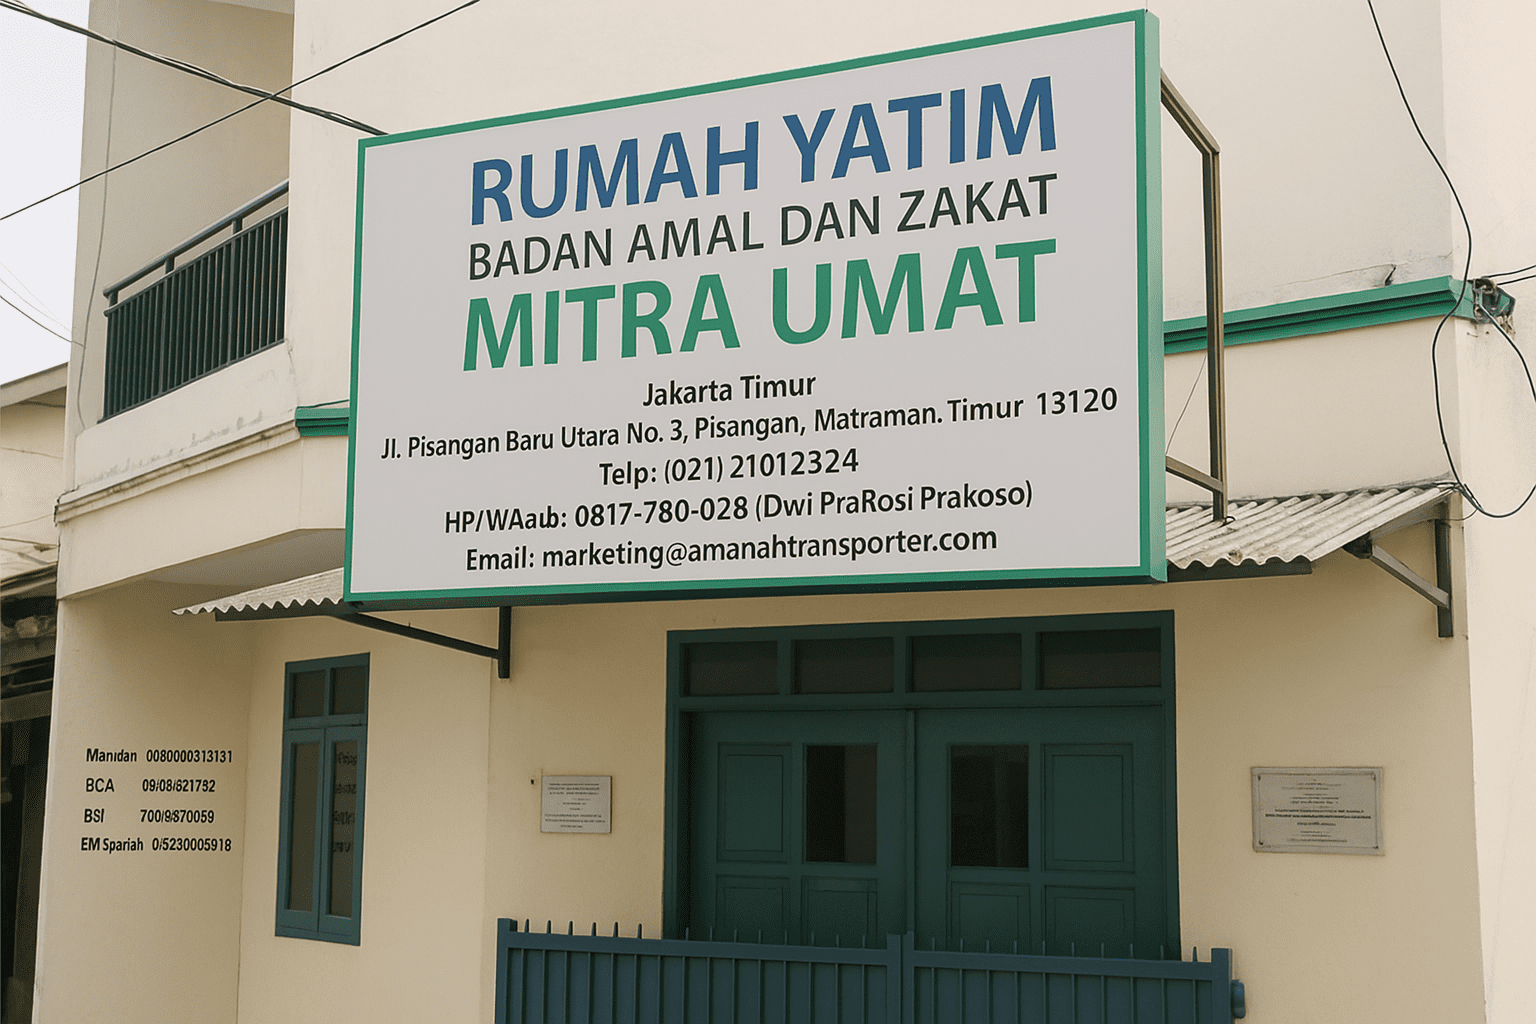 RUMAH YATIM
BADAN AMAL DAN ZAKAT
MITRA UMAT
Jakarta Timur
Jl. Pisangan Baru Utara No. 3, Pisangan, Matraman. Timur 13120
Telp: (021) 21012324
HP/WAaub: 0817-780-028 (Dwi PraRosi Prakoso)
Email: marketing@amanahtransporter.com
Manıdan 0080000313131
BCA 09/08/621732
BSI 700/9/870059
EM Spariah 0/5230005918